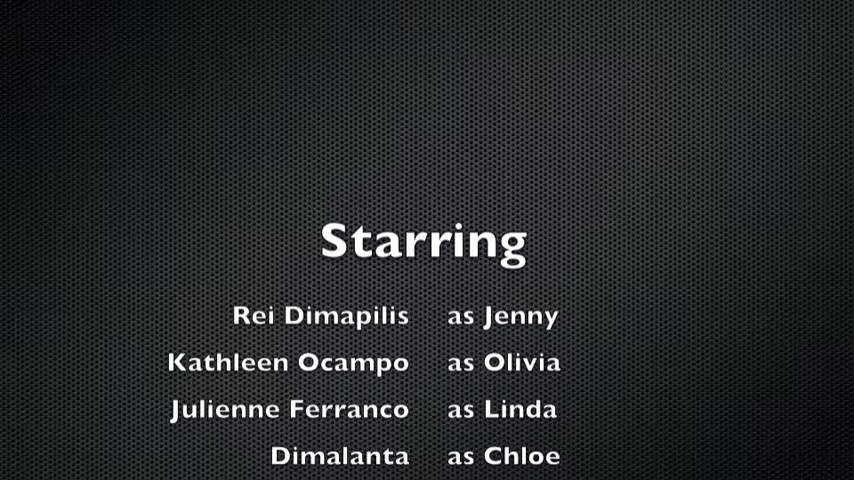 Starring
Rei Dimapilis as Jenny
Kathleen Ocampo as Olivia
Julienne Ferranco as Linda
Dimalanta as Chloe